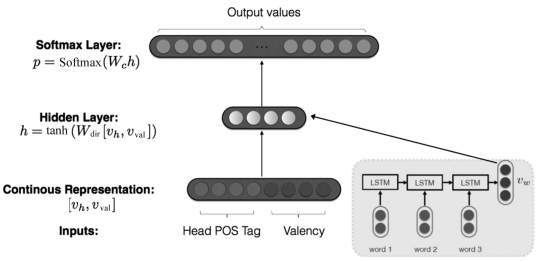 Output values
Softmax Layer:
p = Softmax(W_c h)
...
Hidden Layer:
h = tanh (W_dir [v_h, v_val])
Continous Representation:
[v_h, v_val]
Inputs:
Head POS Tag
Valency
LSTM
LSTM
LSTM
v_w
word 1
word 2
word 3